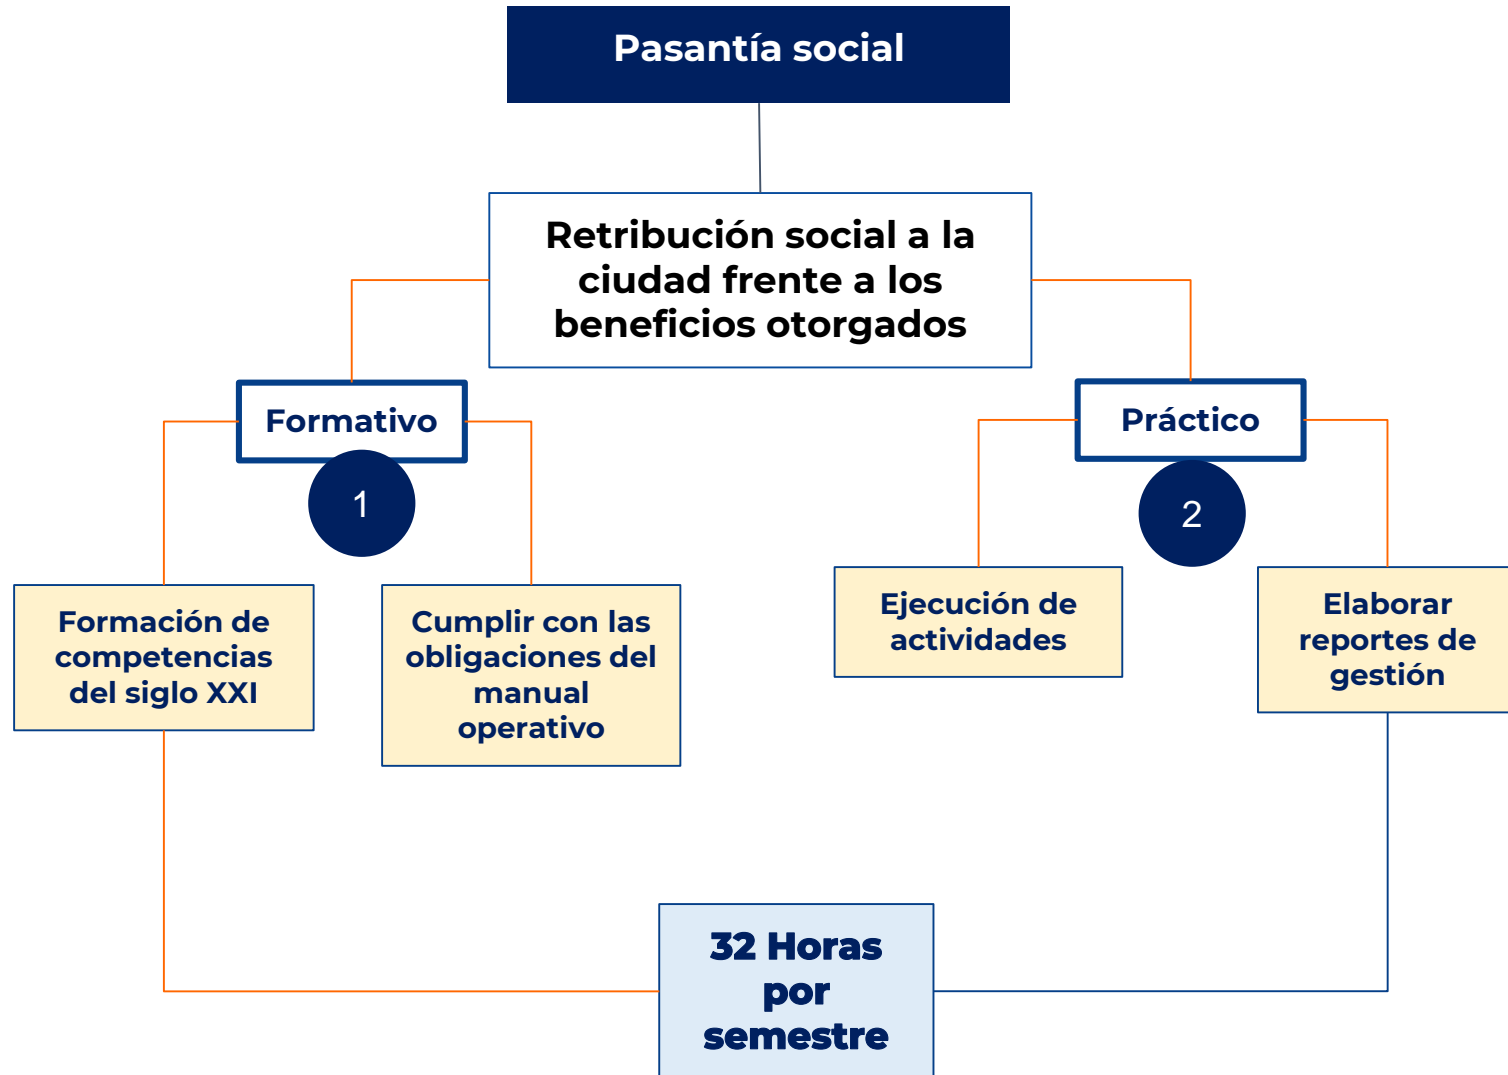 Pasantía social
Retribución social a la
ciudad frente a los
beneficios otorgados
Formativo
1
Práctico
2
Formación de
competencias
del siglo XXI
Cumplir con las
obligaciones del
manual
operativo
Ejecución de
actividades
Elaborar
reportes de
gestión
32 Horas
por
semestre